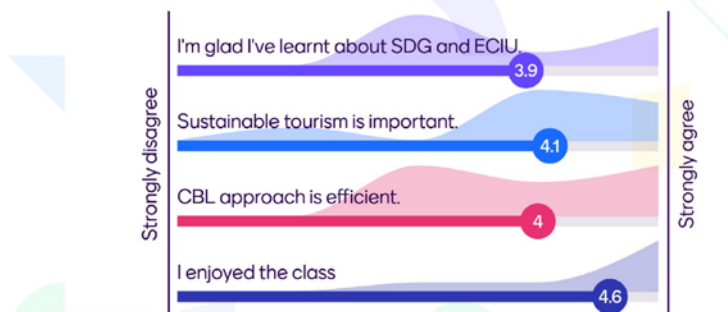 I'm glad I've learnt about SDG and ECIU.
3.9
Sustainable tourism is important.
4.1
CBL approach is efficient.
4
I enjoyed the class
4.6
Strongly disagree
Strongly agree